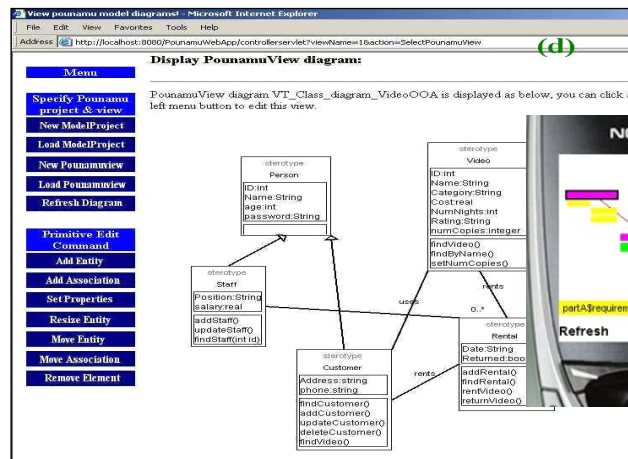 View pounamu model diagrams! - Microsoft Internet Explorer
File Edit View Favorites Tools Help
Address http://localhost:8080/PounamuWebApp/controllerservlet?viewName=1&action=SelectPounamuView
(d)
Menu
Specify Pounamu
project & view
New ModelProject
Load ModelProject
New Pounamuview
Load Pounamuview
Refresh Diagram
Primitive Edit
Command
Add Entity
Add Association
Set Properties
Resize Entity
Move Entity
Move Association
Remove Element
Display PounamuView diagram:
PounamuView diagram VT_Class_diagram_VideoOOA is displayed as below, you can click
left menu button to edit this view.
sterotype
Person
ID:int
Name:String
age:int
password:String
sterotype
Video
ID:int
Name:String
Category:String
Cost:real
NumNights:int
Rating:String
numCopies:integer
findVideo()
findByName()
setNumCopies()
sterotype
Staff
Position:String
salary:real
addStaff()
updateStaff()
findStaff(int id)
uses
rents
0..*
sterotype
Rental
Date:String
Returned:boo
addRental()
findRental()
rentVideo()
returnVideo()
rents
sterotype
Customer
Address:string
phone:string
findCustomer()
addCustomer()
updateCustomer()
deleteCustomer()
findVideo()
partA$requirem
Refresh